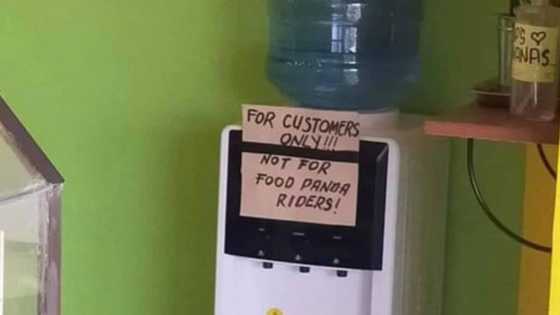 FOR CUSTOMERS
ONLY!!!
NOT FOR
FOOD PANDA
RIDERS!